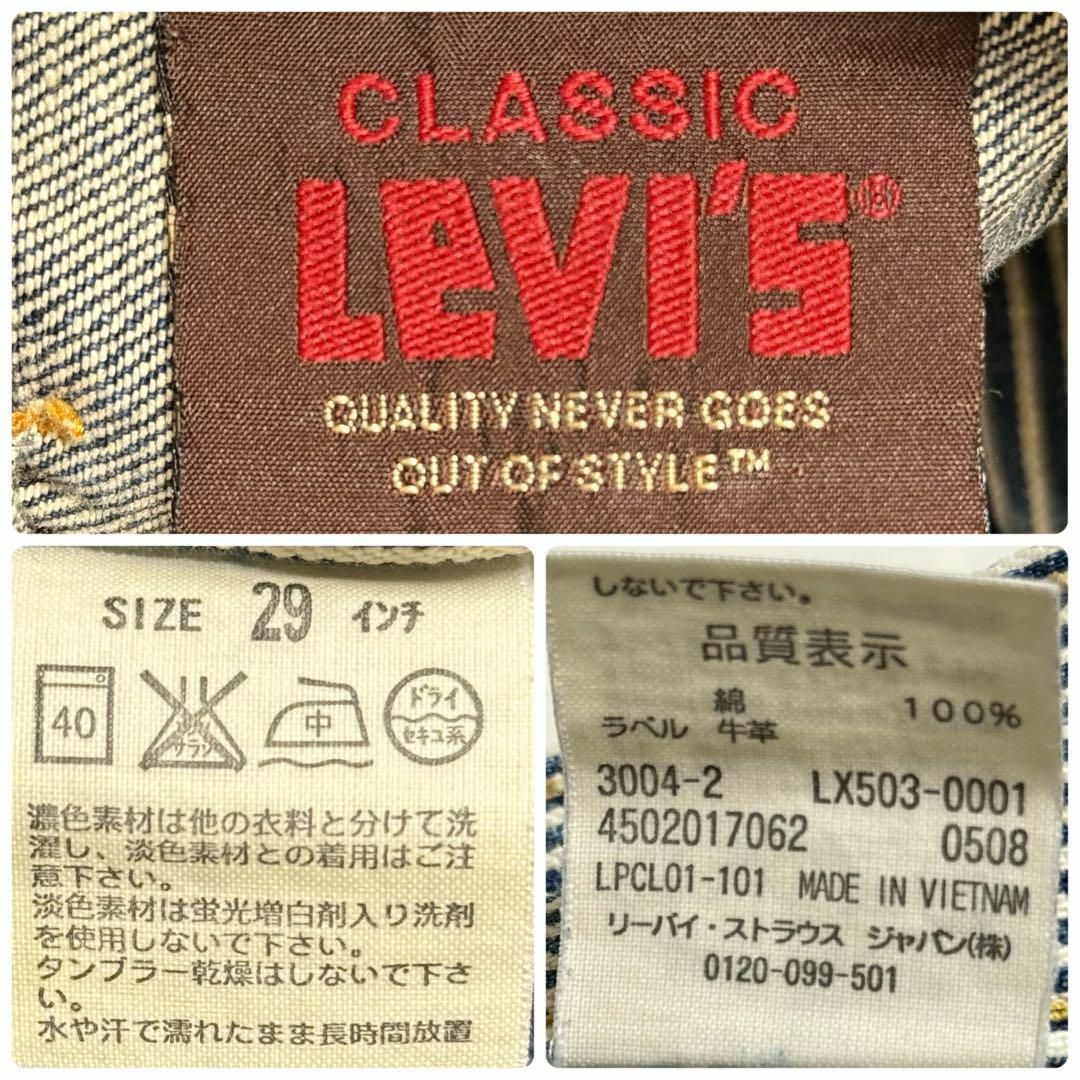 CLASSIC
LEVI'S®
QUALITY NEVER GOES
OUT OF STYLE™
SIZE 29 インチ
40 エンソ サラシ 中 ドライ セキユ系
濃色素材は他の衣料と分けて洗
濯し、淡色素材との着用はご注
意下さい。
淡色素材は蛍光増白剤入り洗剤
を使用しないで下さい。
タンブラー乾燥はしないで下さ
い。
水や汗で濡れたまま長時間放置
しないで下さい。
品質表示
綿 100%
ラベル 牛革
3004-2 LX503-0001
4502017062 0508
LPCL01-101 MADE IN VIETNAM
リーバイ・ストラウス ジャパン(株)
0120-099-501